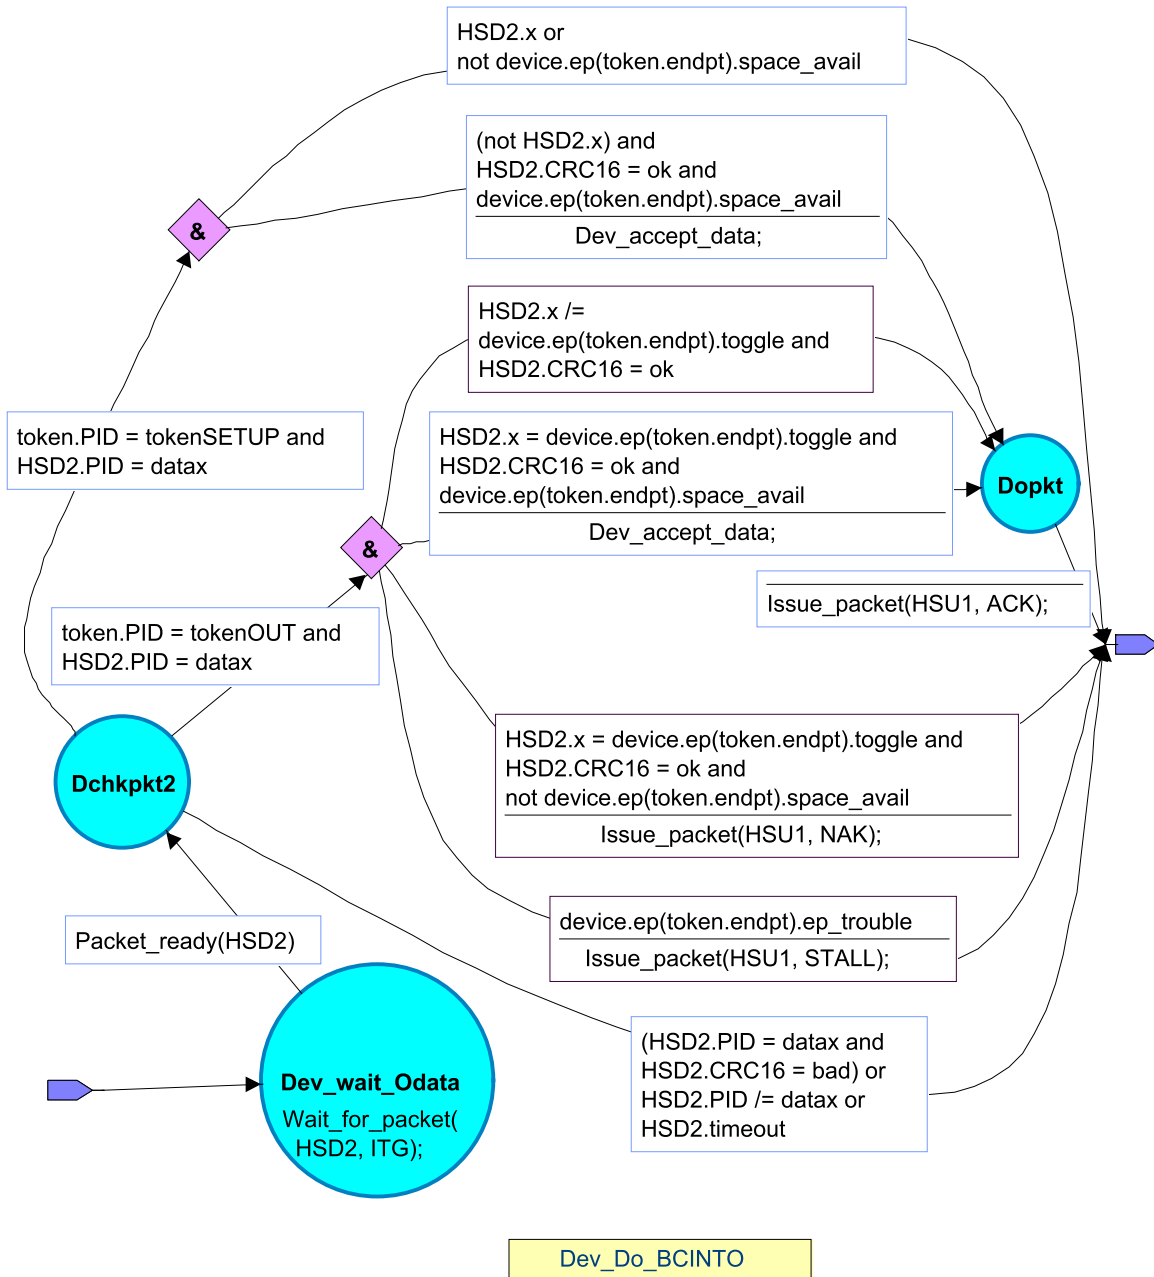 HSD2.x or
not device.ep(token.endpt).space_avail
(not HSD2.x) and
HSD2.CRC16 = ok and
device.ep(token.endpt).space_avail
Dev_accept_data;
&
HSD2.x /=
device.ep(token.endpt).toggle and
HSD2.CRC16 = ok
token.PID = tokenSETUP and
HSD2.PID = datax
HSD2.x = device.ep(token.endpt).toggle and
HSD2.CRC16 = ok and
device.ep(token.endpt).space_avail
Dev_accept_data;
Dopkt
&
Issue_packet(HSU1, ACK);
token.PID = tokenOUT and
HSD2.PID = datax
Dchkpkt2
HSD2.x = device.ep(token.endpt).toggle and
HSD2.CRC16 = ok and
not device.ep(token.endpt).space_avail
Issue_packet(HSU1, NAK);
Packet_ready(HSD2)
device.ep(token.endpt).ep_trouble
Issue_packet(HSU1, STALL);
(HSD2.PID = datax and
HSD2.CRC16 = bad) or
HSD2.PID /= datax or
HSD2.timeout
Dev_wait_Odata
Wait_for_packet(
HSD2, ITG);
Dev_Do_BCINTO